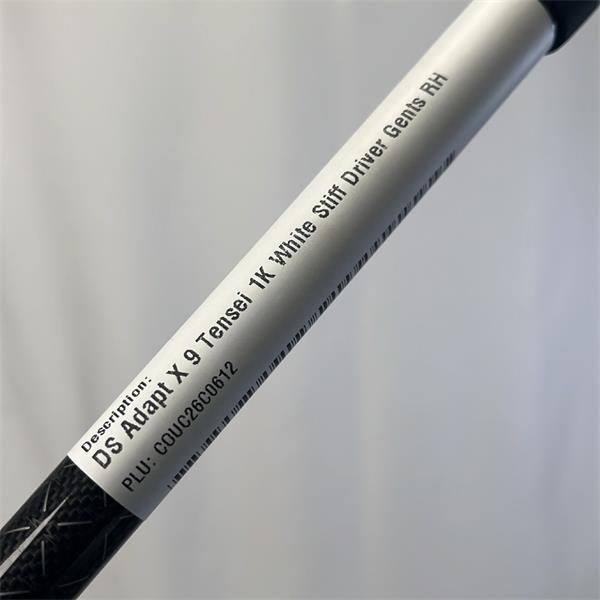 Description:
DS Adapt X 9 Tensei 1K White Stiff Driver Gents RH
PLU: COUC26C0612